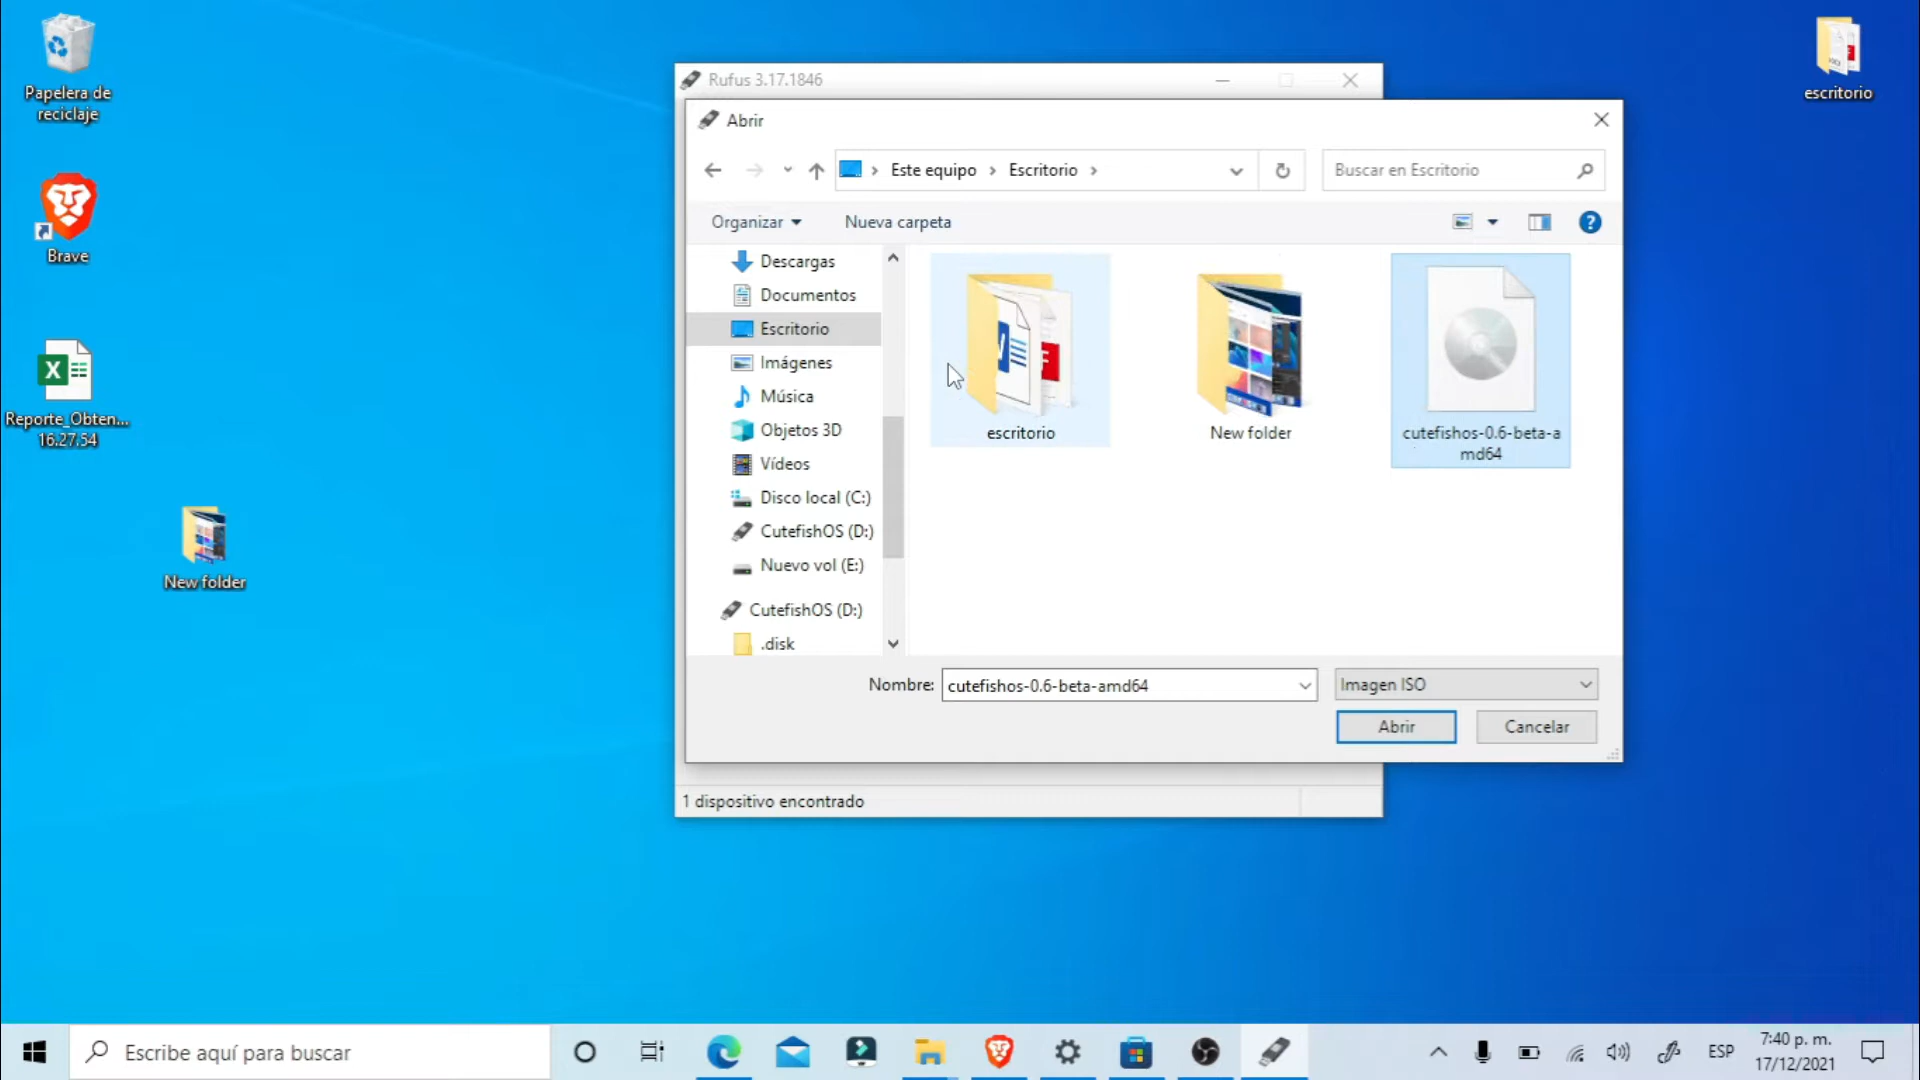 Papelera de
reciclaje
Brave
Reporte_Obten...
16.27.54
New folder
escritorio
Rufus 3.17.1846
Abrir
Este equipo
Escritorio
Buscar en Escritorio
Organizar
Nueva carpeta
?
Descargas
Documentos
Escritorio
Imágenes
Música
Objetos 3D
Vídeos
Disco local (C:)
CutefishOS (D:)
Nuevo vol (E:)
CutefishOS (D:)
.disk
escritorio
New folder
cutefishos-0.6-beta-a
md64
Nombre:
cutefishos-0.6-beta-amd64
Imagen ISO
Abrir
Cancelar
1 dispositivo encontrado
Escribe aquí para buscar
ESP
7:40 p. m.
17/12/2021